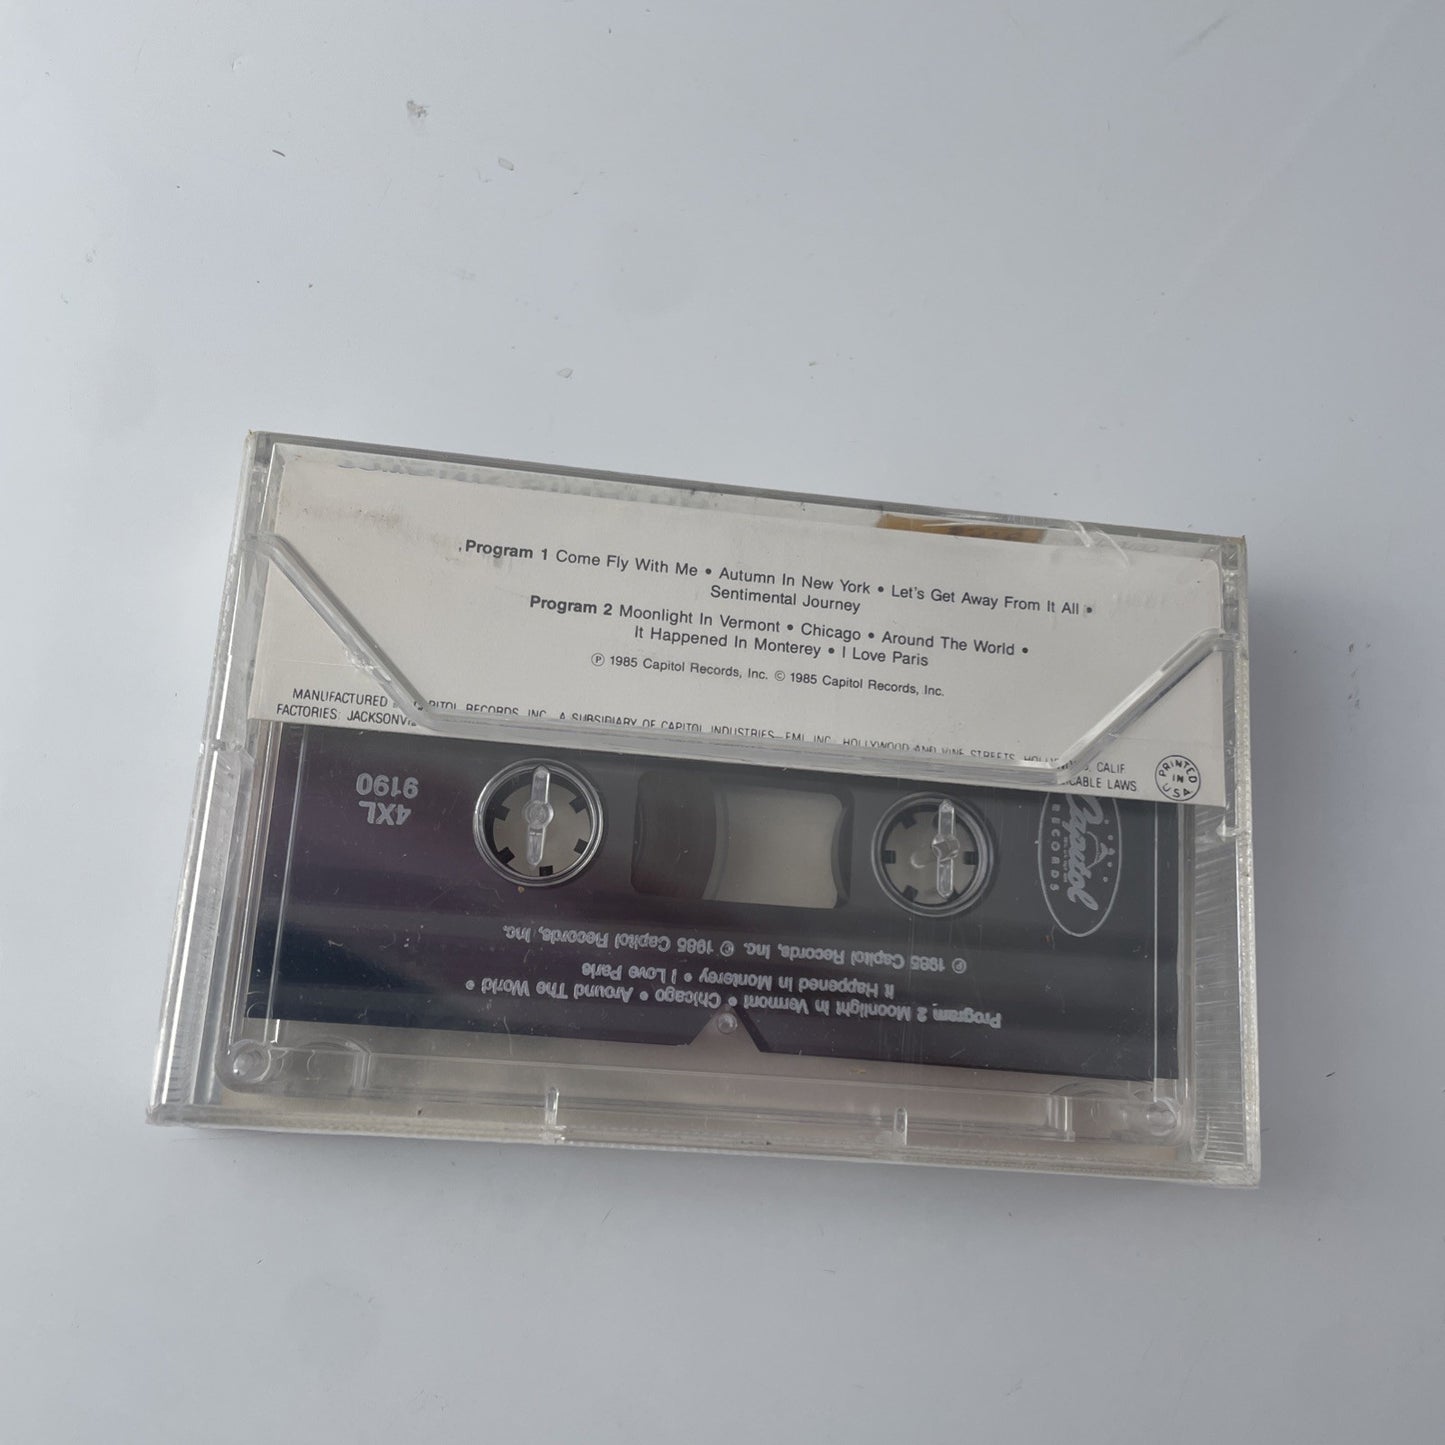 Program 1 Come Fly With Me • Autumn In New York • Let's Get Away From It All •
Sentimental Journey
Program 2 Moonlight In Vermont • Chicago • Around The World •
It Happened In Monterey • I Love Paris
℗ 1985 Capitol Records, Inc. © 1985 Capitol Records, Inc.
MANUFACTURED CAPITOL RECORDS, INC., A SUBSIDIARY OF CAPITOL INDUSTRIES—EMI, INC., HOLLYWOOD AND VINE STREETS, CALIF.
FACTORIES: LAWS
PRINTED
IN
USA
4XL
9190
Capitol
RECORDS
Program 2 Moonlight In Vermont • Chicago • Around The World •
It Happened In Monterey • I Love Paris
℗ 1985 Capitol Records, Inc. © 1985 Capitol Records, Inc.